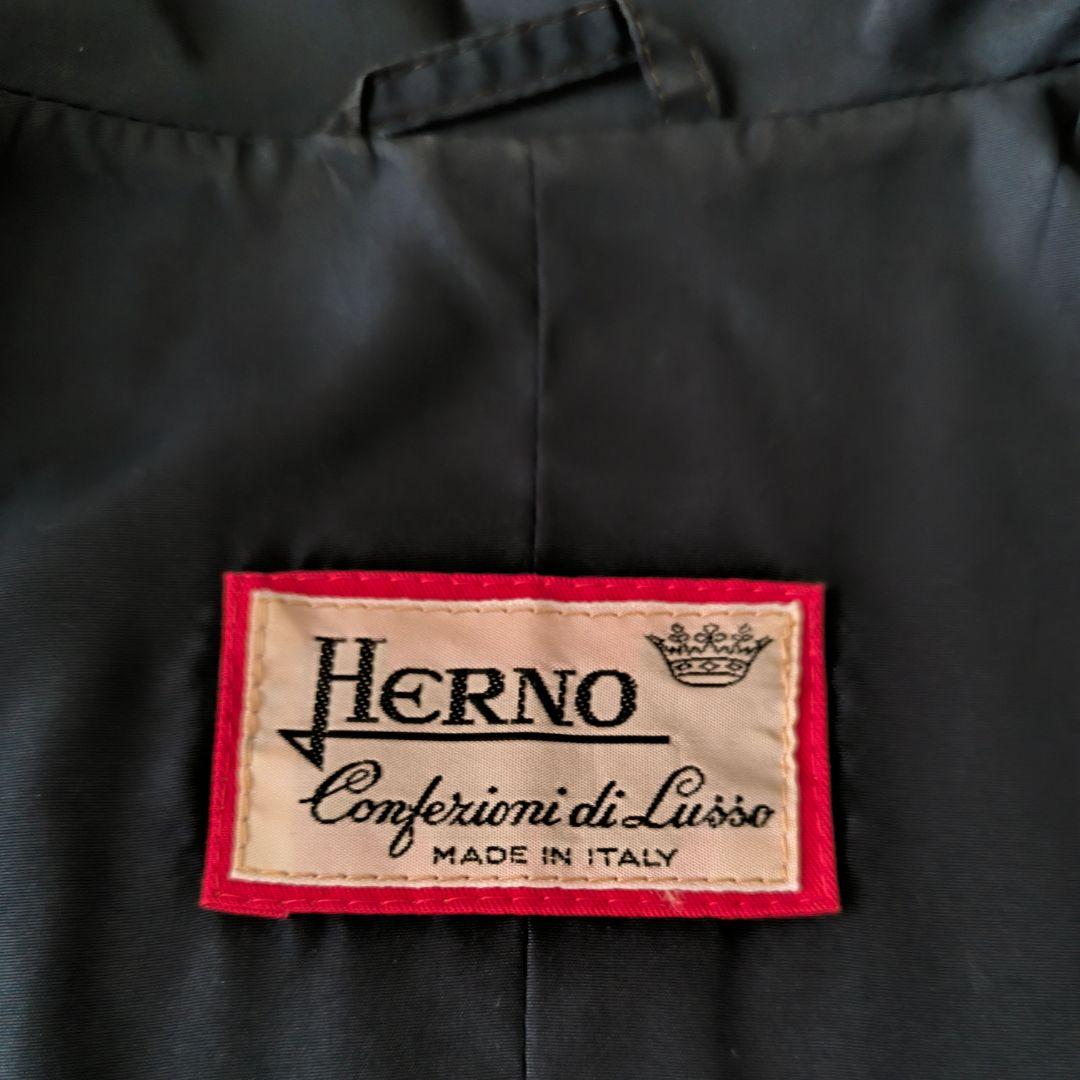 HERNO
Confezioni di Lusso
MADE IN ITALY